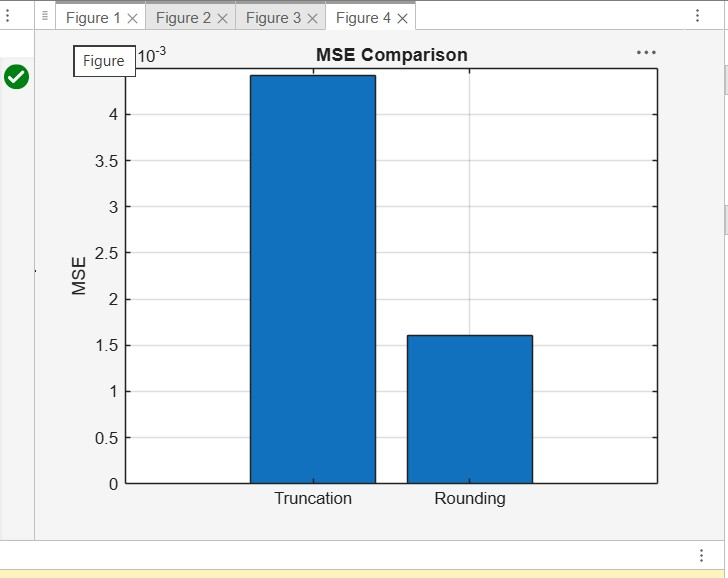 Figure 1 Figure 2 Figure 3 Figure 4
Figure
10-3
MSE Comparison
4
3.5
3
2.5
2
1.5
1
0.5
0
MSE
Truncation Rounding